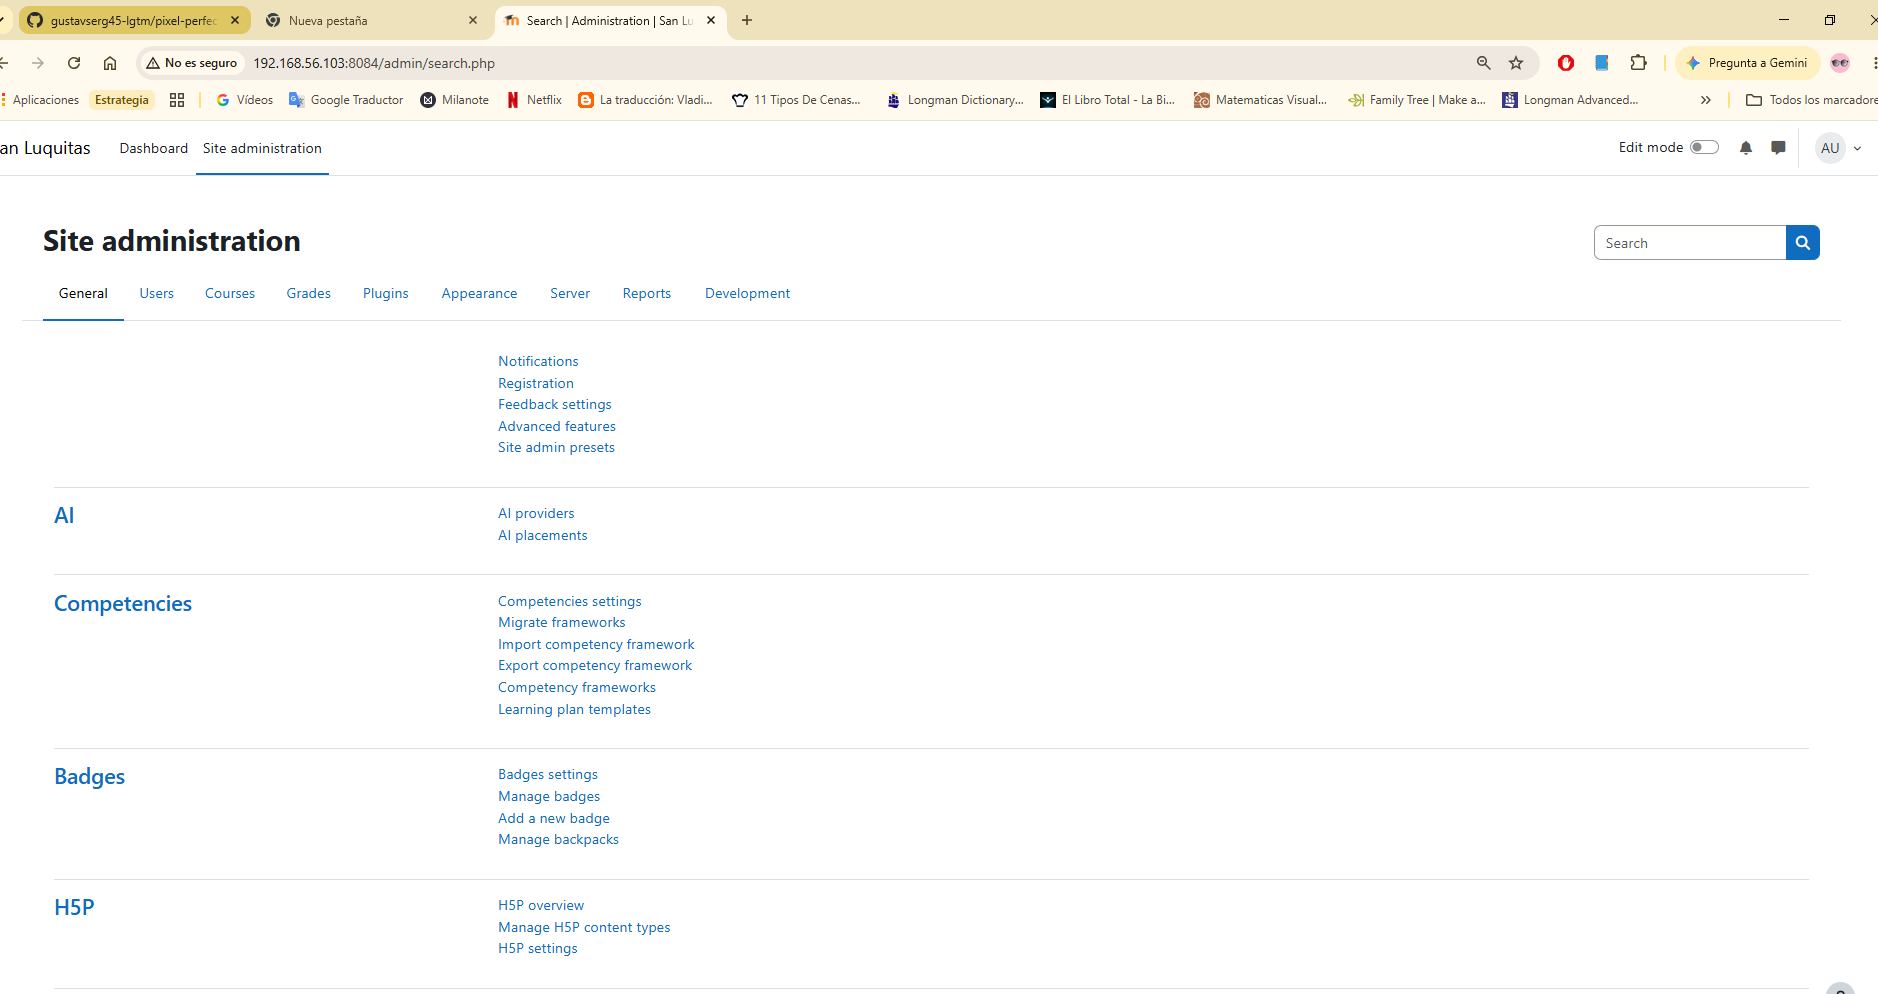 gustavserg45-lgtm/pixel-perfec
Nueva pestaña
Search | Administration | San Lu
No es seguro
192.168.56.103:8084/admin/search.php
Pregunta a Gemini
Aplicaciones
Estrategia
Vídeos
Google Traductor
Milanote
Netflix
La traducción: Vladi...
11 Tipos De Cenas...
Longman Dictionary...
El Libro Total - La Bi...
Matematicas Visual...
Family Tree | Make a...
Longman Advanced...
Todos los marcadore
an Luquitas
Dashboard
Site administration
Edit mode
AU
Site administration
Search
General
Users
Courses
Grades
Plugins
Appearance
Server
Reports
Development
Notifications
Registration
Feedback settings
Advanced features
Site admin presets
AI
AI providers
AI placements
Competencies
Competencies settings
Migrate frameworks
Import competency framework
Export competency framework
Competency frameworks
Learning plan templates
Badges
Badges settings
Manage badges
Add a new badge
Manage backpacks
H5P
H5P overview
Manage H5P content types
H5P settings